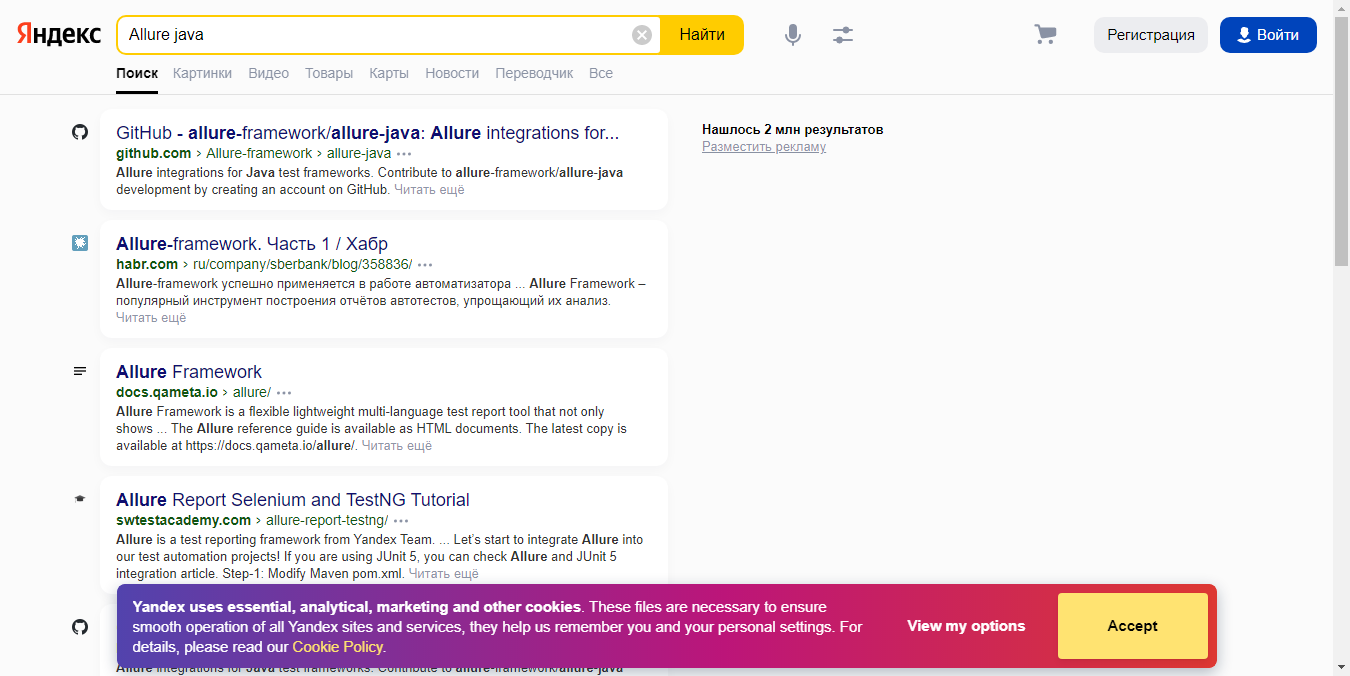 Яндекс
Allure java
Найти
Регистрация
Войти
Поиск Картинки Видео Товары Карты Новости Переводчик Все
GitHub - allure-framework/allure-java: Allure integrations for...
github.com › Allure-framework › allure-java
Allure integrations for Java test frameworks. Contribute to allure-framework/allure-java
development by creating an account on GitHub. Читать ещё
Нашлось 2 млн результатов
Разместить рекламу
Allure-framework. Часть 1 / Хабр
habr.com › ru/company/sberbank/blog/358836/
Allure-framework успешно применяется в работе автоматизатора ... Allure Framework –
популярный инструмент построения отчётов автотестов, упрощающий их анализ.
Читать ещё
Allure Framework
docs.qameta.io › allure/
Allure Framework is a flexible lightweight multi-language test report tool that not only
shows ... The Allure reference guide is available as HTML documents. The latest copy is
available at https://docs.qameta.io/allure/. Читать ещё
Allure Report Selenium and TestNG Tutorial
swtestacademy.com › allure-report-testng/
Allure is a test reporting framework from Yandex Team. ... Let's start to integrate Allure into
our test automation projects! If you are using JUnit 5, you can check Allure and JUnit 5
integration article. Step-1: Modify Maven pom.xml. Читать ещё
Yandex uses essential, analytical, marketing and other cookies. These files are necessary to ensure
smooth operation of all Yandex sites and services, they help us remember you and your personal settings. For
details, please read our Cookie Policy.
View my options
Accept
Allure integrations for Java test frameworks. Contribute to allure-framework/allure-java